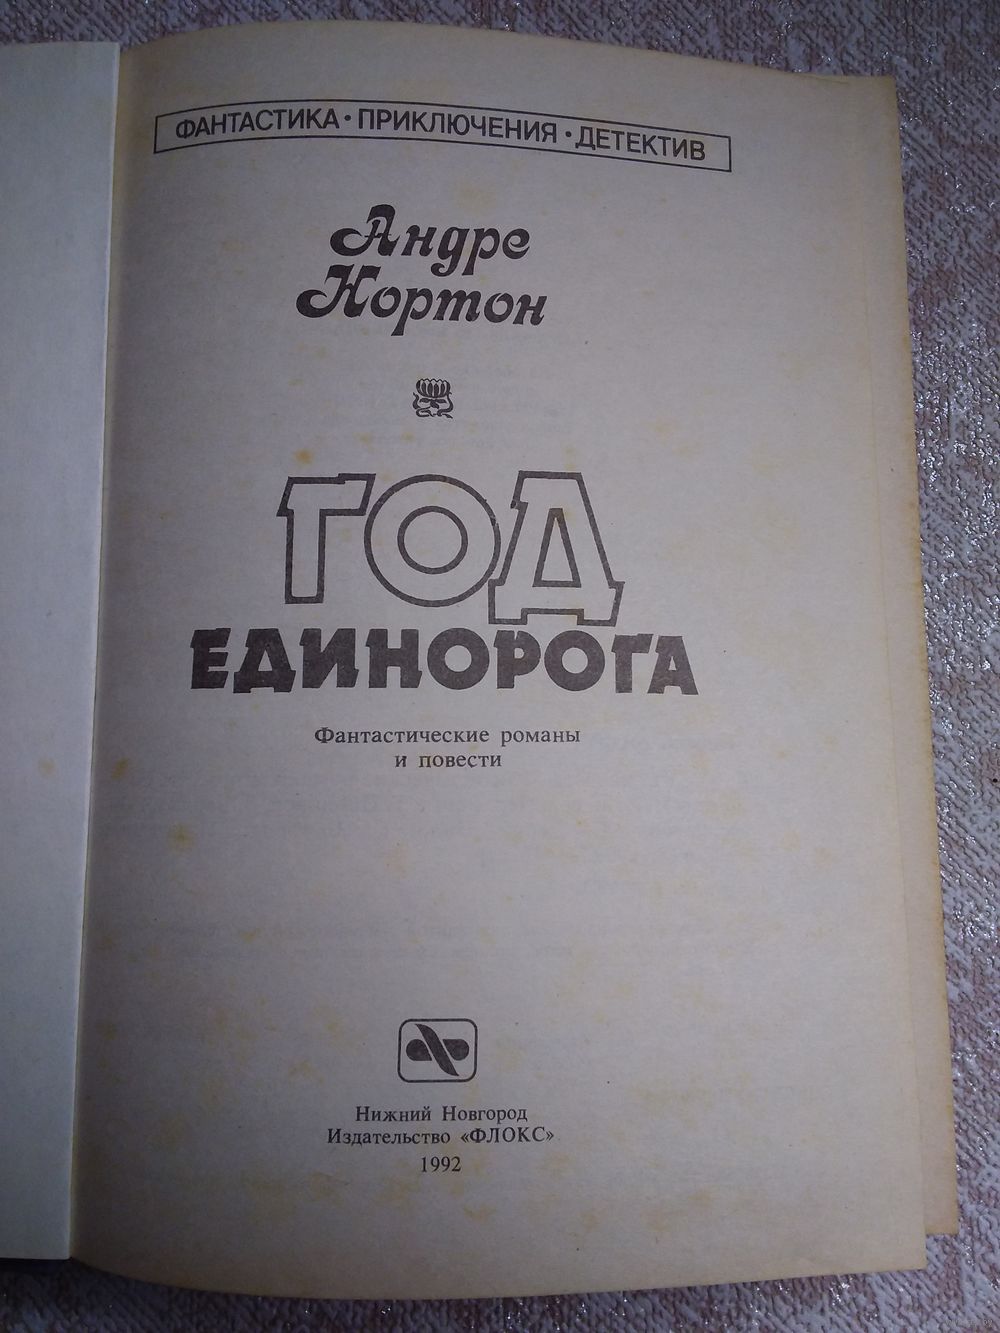 ФАНТАСТИКА • ПРИКЛЮЧЕНИЯ • ДЕТЕКТИВ
Андре
Нортон
ГОД
ЕДИНОРОГА
Фантастические романы
и повести
Нижний Новгород
Издательство «ФЛОКС»
1992